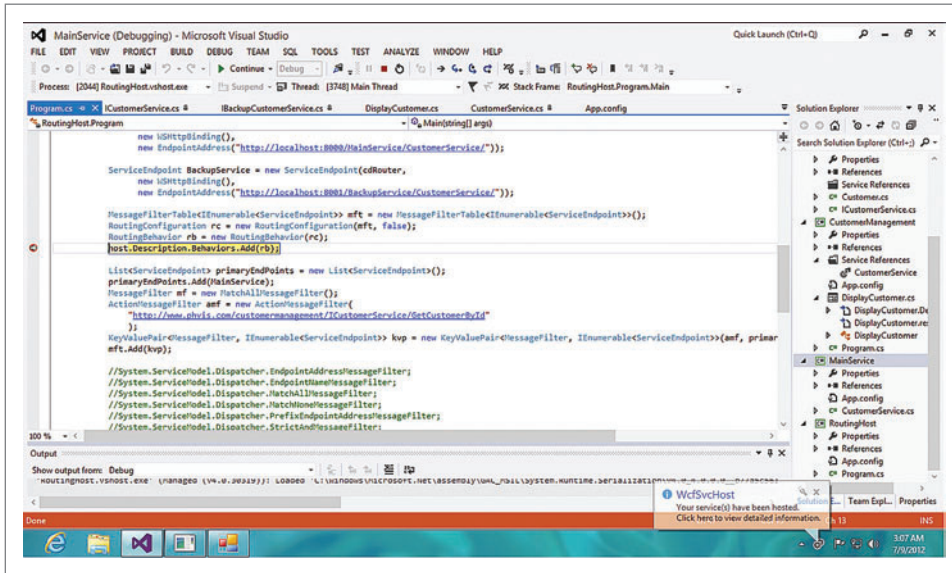 MainService (Debugging) - Microsoft Visual Studio
Quick Launch (Ctrl+Q)
FILE EDIT VIEW PROJECT BUILD DEBUG TEAM SQL TOOLS TEST ANALYZE WINDOW HELP
Continue Debug
Process: [2044] RoutingHost.vshost.exe Suspend Thread: [3748] Main Thread Stack Frame: RoutingHost.Program.Main
Program.cs ICustomerService.cs IBackupCustomerService.cs DisplayCustomer.cs CustomerService.cs App.config
RoutingHost.Program Main(string[] args)
new WSHttpBinding(),
new EndpointAddress("http://localhost:8000/MainService/CustomerService/"));
ServiceEndpoint BackupService = new ServiceEndpoint(cdRouter,
new WSHttpBinding(),
new EndpointAddress("http://localhost:8001/BackupService/CustomerService/"));
MessageFilterTable<IEnumerable<ServiceEndpoint>> mft = new MessageFilterTable<IEnumerable<ServiceEndpoint>>();
RoutingConfiguration rc = new RoutingConfiguration(mft, false);
RoutingBehavior rb = new RoutingBehavior(rc);
host.Description.Behaviors.Add(rb);
List<ServiceEndpoint> primaryEndPoints = new List<ServiceEndpoint>();
primaryEndPoints.Add(MainService);
MessageFilter mf = new MatchAllMessageFilter();
ActionMessageFilter amf = new ActionMessageFilter(
"http://www.phvis.com/customermanagement/ICustomerService/GetCustomerById"
);
KeyValuePair<MessageFilter, IEnumerable<ServiceEndpoint>> kvp = new KeyValuePair<MessageFilter, IEnumerable<ServiceEndpoint>>(amf, primar
mft.Add(kvp);
//System.ServiceModel.Dispatcher.EndpointAddressMessageFilter;
//System.ServiceModel.Dispatcher.EndpointNameMessageFilter;
//System.ServiceModel.Dispatcher.MatchAllMessageFilter;
//System.ServiceModel.Dispatcher.MatchNoneMessageFilter;
//System.ServiceModel.Dispatcher.PrefixEndpointAddressMessageFilter;
//System.ServiceModel.Dispatcher.StrictAndMessageFilter;
100 %
Output
Show output from: Debug
Solution Explorer
Search Solution Explorer (Ctrl+;)
Properties
References
Service References
Customer.cs
ICustomerService.cs
CustomerManagement
Properties
References
Service References
CustomerService
App.config
DisplayCustomer.cs
DisplayCustomer.De
DisplayCustomer.re
DisplayCustomer
Program.cs
MainService
Properties
References
App.config
CustomerService.cs
RoutingHost
Properties
References
App.config
Program.cs
Team Expl... Properties
WcfSvcHost
Your service(s) have been hosted.
Click here to view detailed information.
Done
Ch 13 INS
3:07 AM
7/9/2012